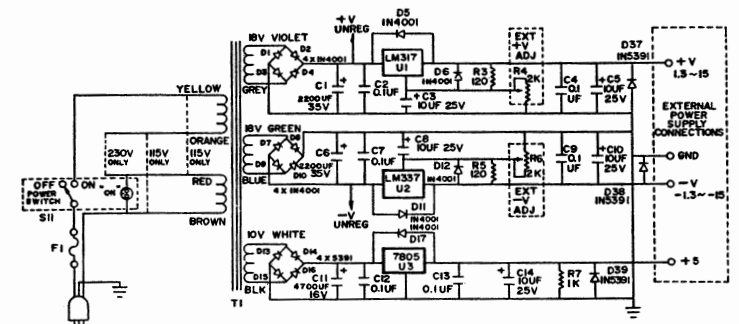 D5
1N4001
18V VIOLET
+V
UNREG
EXT
+V
ADJ
D37
1N5391
D1
D2
4 X 1N4001
D3
D4
LM317
U1
D6
1N4001
R3
120
R4
2K
C4
0.1
UF
+C5
10UF
25V
+V
1.3~15
GREY
C1
2200UF
35V
C2
0.1UF
+C3
10UF 25V
YELLOW
EXTERNAL
POWER
SUPPLY
CONNECTIONS
ORANGE
18V GREEN
D7
D8
D9
D10
C6
2200UF
35V
C7
0.1UF
+C8
10UF 25V
D12
1N4001
R5
120
R6
2K
C9
0.1
UF
+C10
10UF
25V
GND
230V
ONLY
115V
ONLY
115V
ONLY
BLUE
4 X 1N4001
LM337
U2
-V
-1.3~-15
RED
OFF
ON
"ON"
POWER
SWITCH
S11
-V
UNREG
D11
1N4001
1N4001
D17
EXT
-V
ADJ
D38
1N5391
BROWN
10V WHITE
F1
D13
D14
4 X 5391
D15
D16
7805
U3
+5
BLK
C11
4700UF
16V
C12
0.1UF
C13
0.1UF
C14
10UF
25V
R7
1K
D39
1N5391
T1